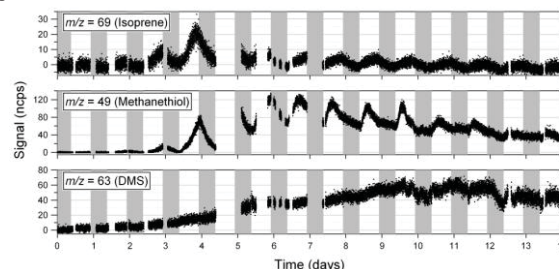 m/z = 69 (Isoprene)
30
20
10
0
m/z = 49 (Methanethiol)
120
80
40
0
m/z = 63 (DMS)
80
60
40
20
0
Signal (ncps)
0 1 2 3 4 5 6 7 8 9 10 11 12 13
Time (days)